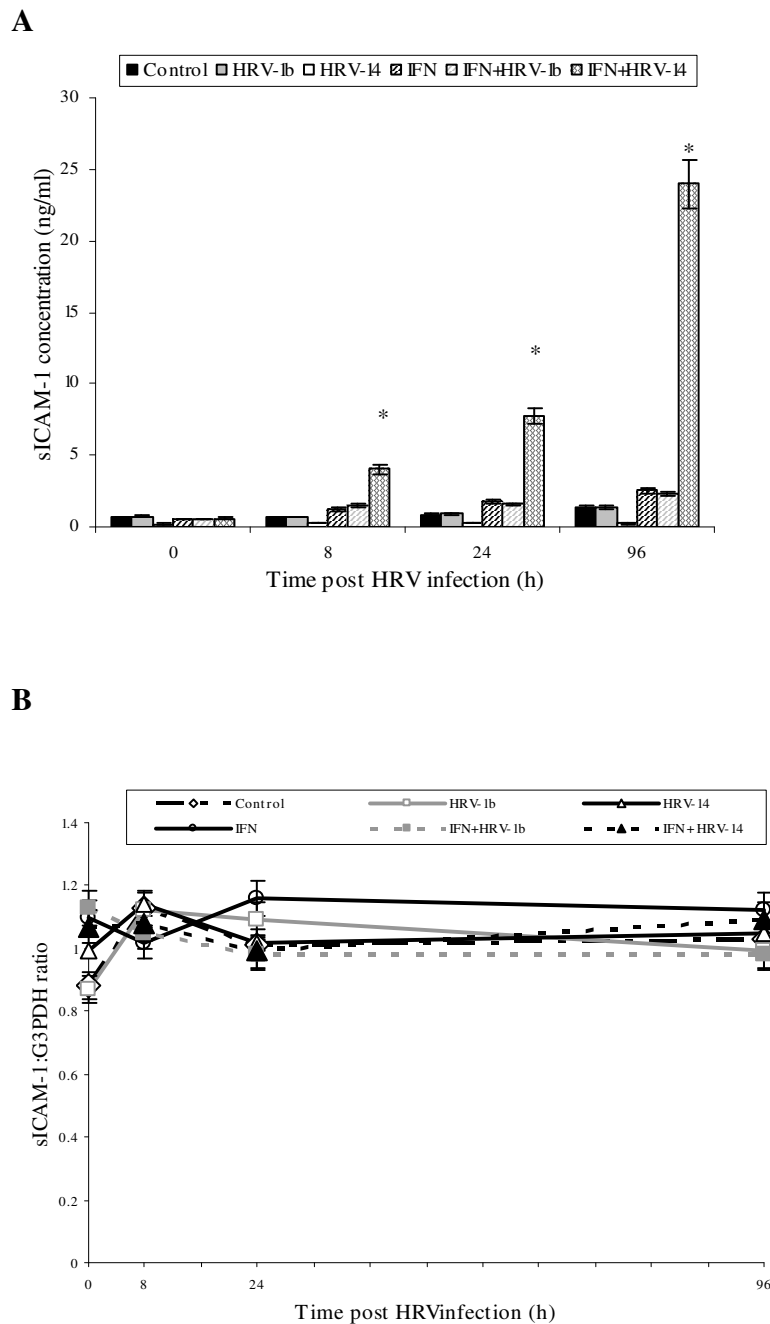 A
Control HRV-1b HRV-14 IFN IFN+HRV-1b IFN+HRV-14
30
25
20
15
10
5
0
sICAM-1 concentration (ng/ml)
* * *
0 8 24 96
Time post HRV infection (h)
B
Control HRV-1b HRV-14
IFN IFN+HRV-1b IFN+HRV-14
1.4
1.2
1
0.8
0.6
0.4
0.2
0
sICAM-1:G3PDH ratio
0 8 24 96
Time post HRVinfection (h)